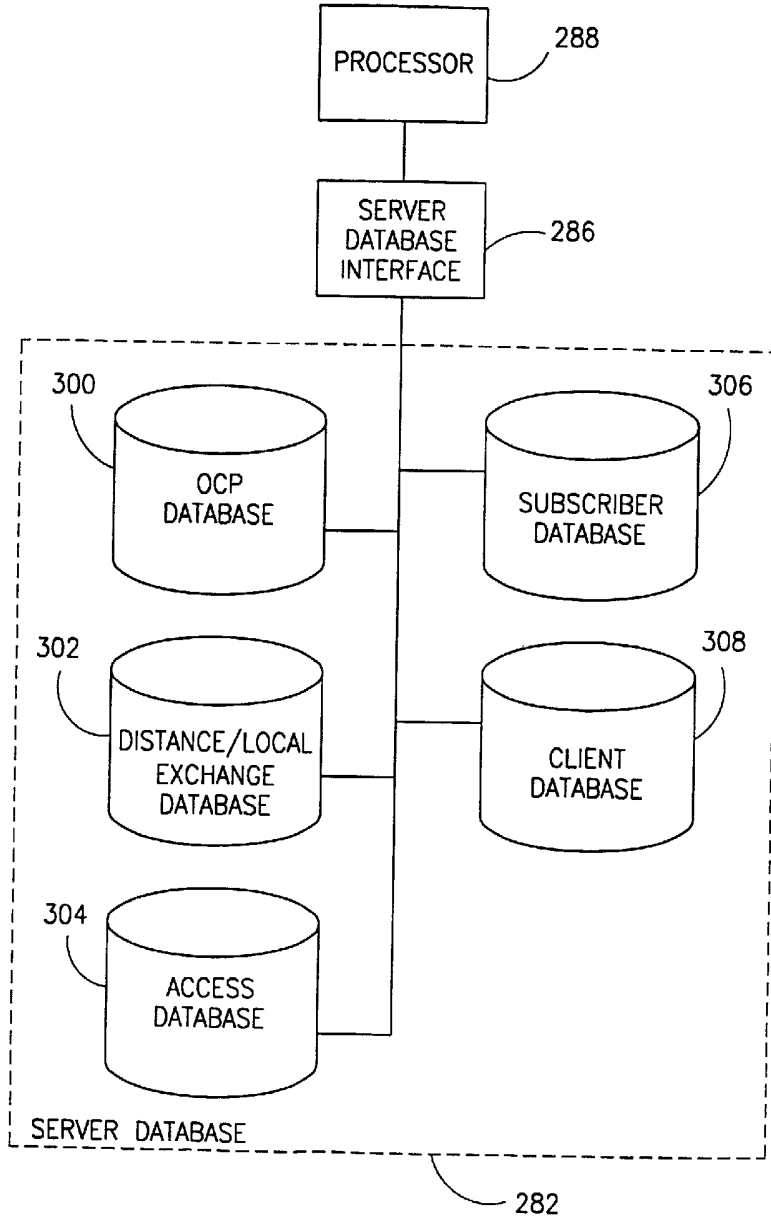 PROCESSOR
288
SERVER
DATABASE
INTERFACE
286
300
OCP
DATABASE
306
SUBSCRIBER
DATABASE
302
DISTANCE/LOCAL
EXCHANGE
DATABASE
308
CLIENT
DATABASE
304
ACCESS
DATABASE
SERVER DATABASE
282